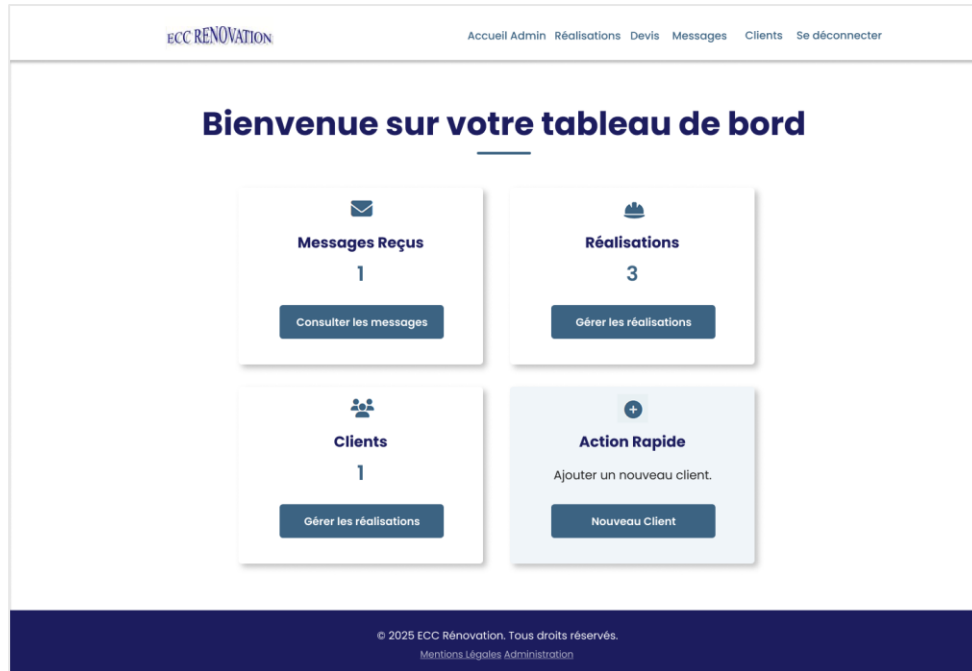 ECC RENOVATION
Accueil Admin Réalisations Devis Messages Clients Se déconnecter
Bienvenue sur votre tableau de bord
Messages Reçus
1
Consulter les messages
Réalisations
3
Gérer les réalisations
Clients
1
Gérer les réalisations
Action Rapide
Ajouter un nouveau client.
Nouveau Client
© 2025 ECC Rénovation. Tous droits réservés.
Mentions Légales Administration